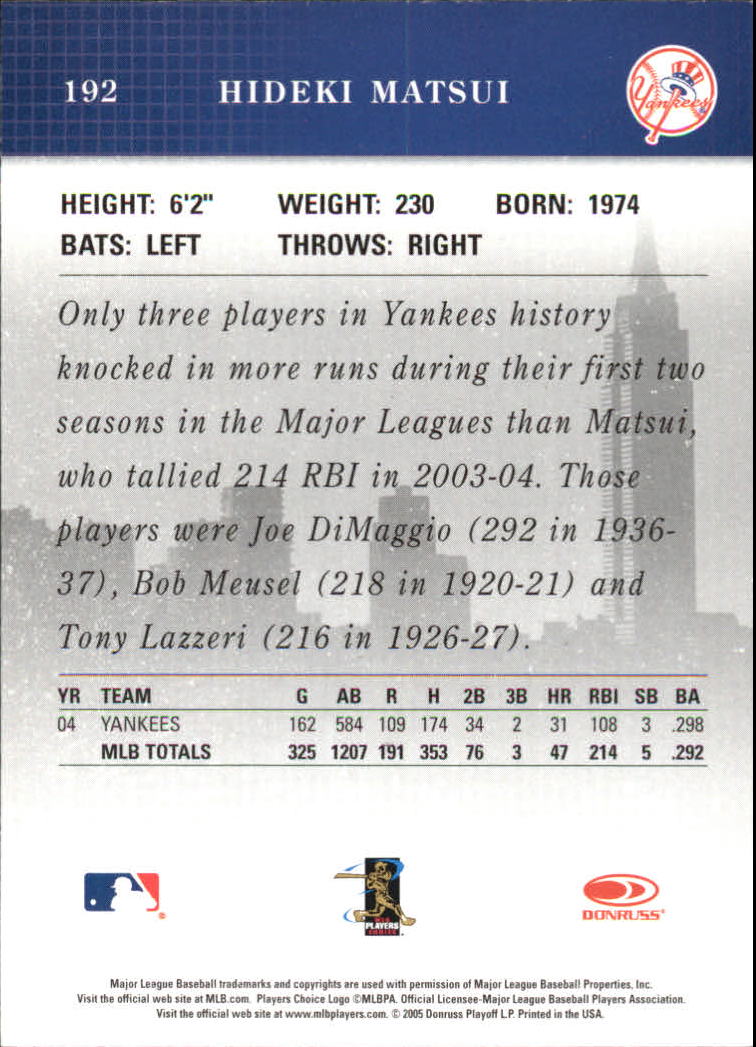 192 HIDEKI MATSUI Yankees
HEIGHT: 6'2" WEIGHT: 230 BORN: 1974
BATS: LEFT THROWS: RIGHT
Only three players in Yankees history
knocked in more runs during their first two
seasons in the Major Leagues than Matsui,
who tallied 214 RBI in 2003-04. Those
players were Joe DiMaggio (292 in 1936-
37), Bob Meusel (218 in 1920-21) and
Tony Lazzeri (216 in 1926-27).
YR TEAM G AB R H 2B 3B HR RBI SB BA
04 YANKEES 162 584 109 174 34 2 31 108 3 .298
MLB TOTALS 325 1207 191 353 76 3 47 214 5 .292
MLB
PLAYERS
CHOICE
DONRUSS®
Major League Baseball trademarks and copyrights are used with permission of Major League Baseball Properties, Inc.
Visit the official web site at MLB.com. Players Choice Logo ©MLBPA. Official Licensee-Major League Baseball Players Association.
Visit the official web site at www.mlbplayers.com. © 2005 Donruss Playoff L.P. Printed in the USA.